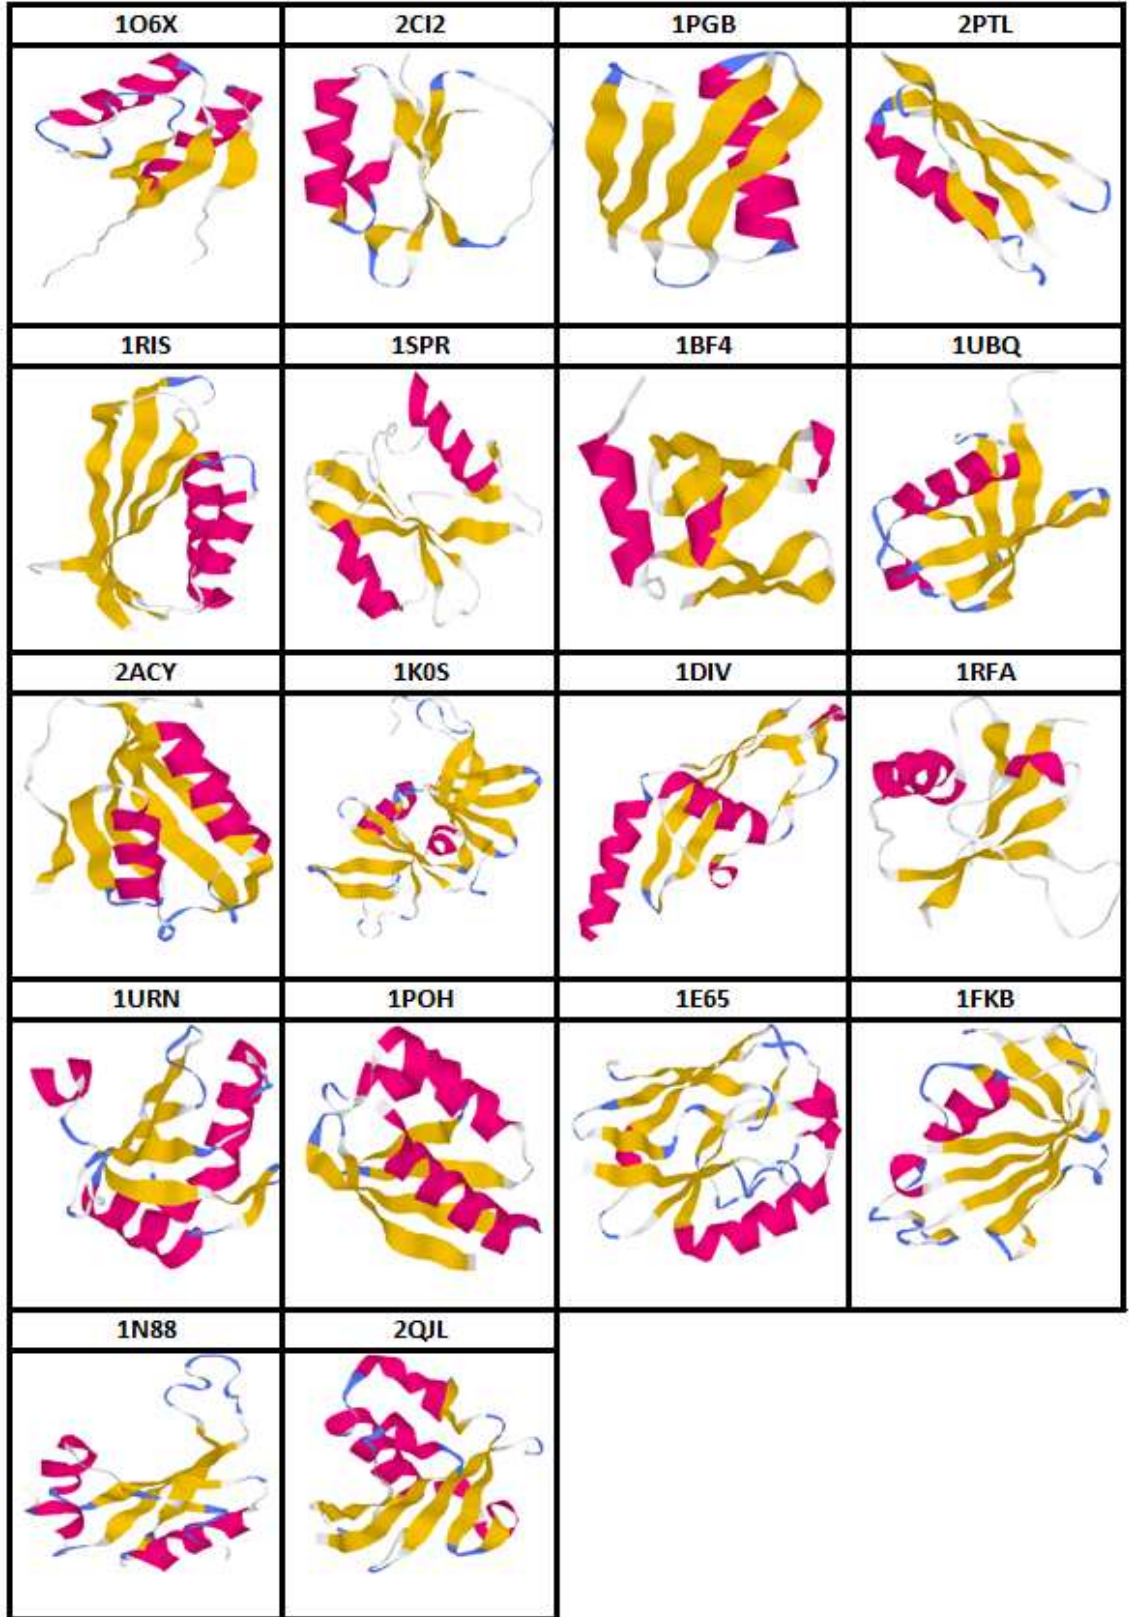 1O6X 2CI2 1PGB 2PTL
1RIS 1SPR 1BF4 1UBQ
2ACY 1K0S 1DIV 1RFA
1URN 1POH 1E65 1FKB
1N88 2QJL